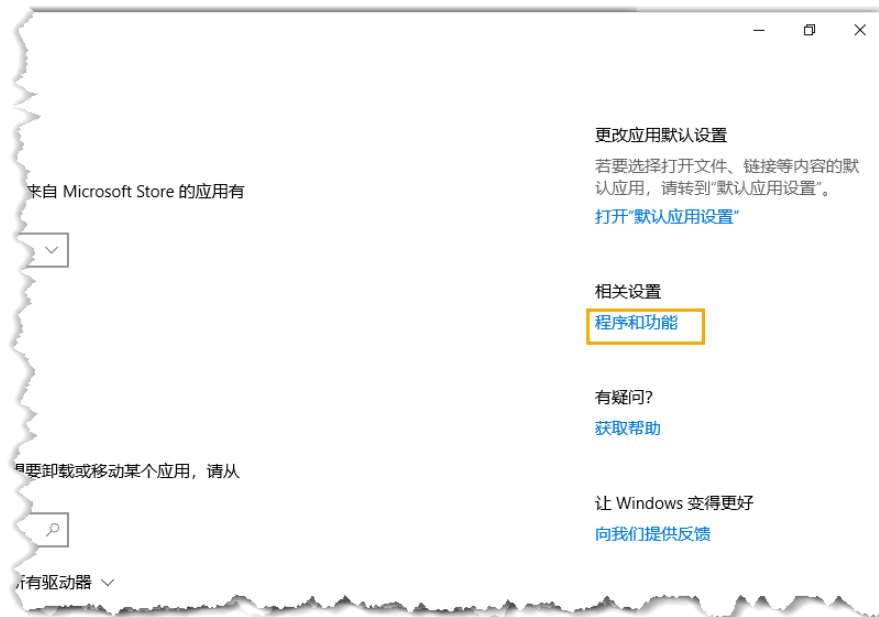 更改应用默认设置
若要选择打开文件、链接等内容的默
认应用，请转到"默认应用设置"。
打开"默认应用设置"
来自 Microsoft Store 的应用有
相关设置
程序和功能
有疑问?
获取帮助
要卸载或移动某个应用，请从
让 Windows 变得更好
向我们提供反馈
有驱动器